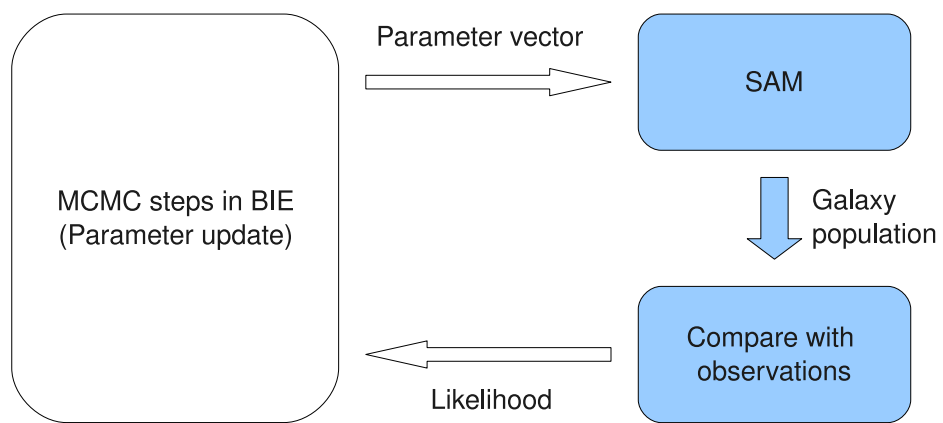 Parameter vector
SAM
MCMC steps in BIE
(Parameter update)
Galaxy
population
Compare with
observations
Likelihood